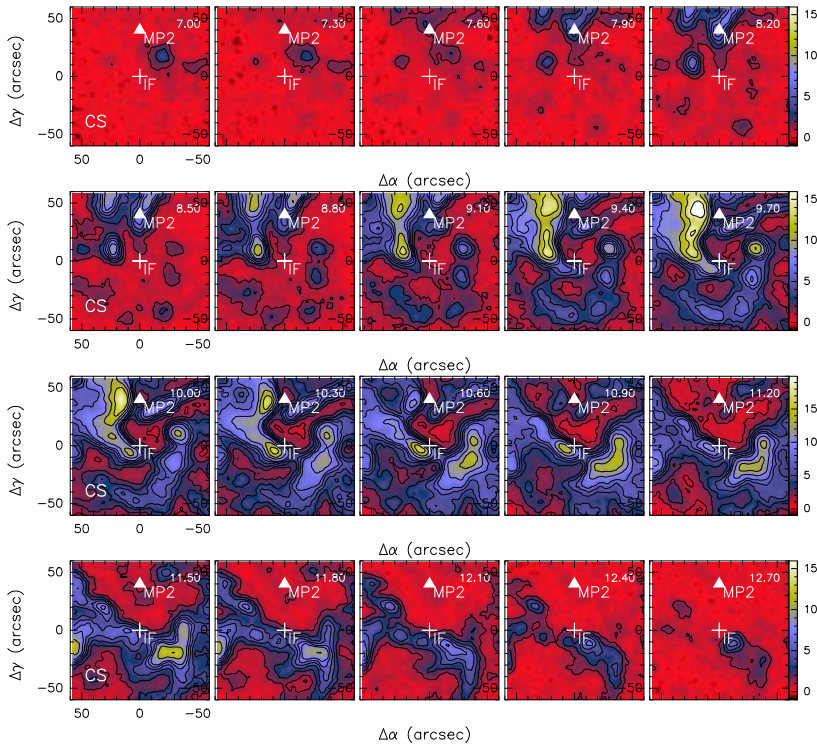 7.00 7.30 7.60 7.90 8.20
MP2 MP2 MP2 MP2 MP2
IF IF IF IF IF
CS
50 0 −50
Δγ (arcsec)
50 0 −50
−50 −50 −50 −50 −50
15 10 5 0
Δα (arcsec)
8.50 8.80 9.10 9.40 9.70
MP2 MP2 MP2 MP2 MP2
IF IF IF IF IF
CS
50 0 −50
Δγ (arcsec)
50 0 −50
15 10 5 0
Δα (arcsec)
10.00 10.30 10.60 10.90 11.20
MP2 MP2 MP2 MP2 MP2
IF IF IF IF IF
CS
50 0 −50
Δγ (arcsec)
50 0 −50
15 10 5 0
Δα (arcsec)
11.50 11.80 12.10 12.40 12.70
MP2 MP2 MP2 MP2 MP2
IF IF IF IF IF
CS
50 0 −50
Δγ (arcsec)
50 0 −50
15 10 5 0
Δα (arcsec)